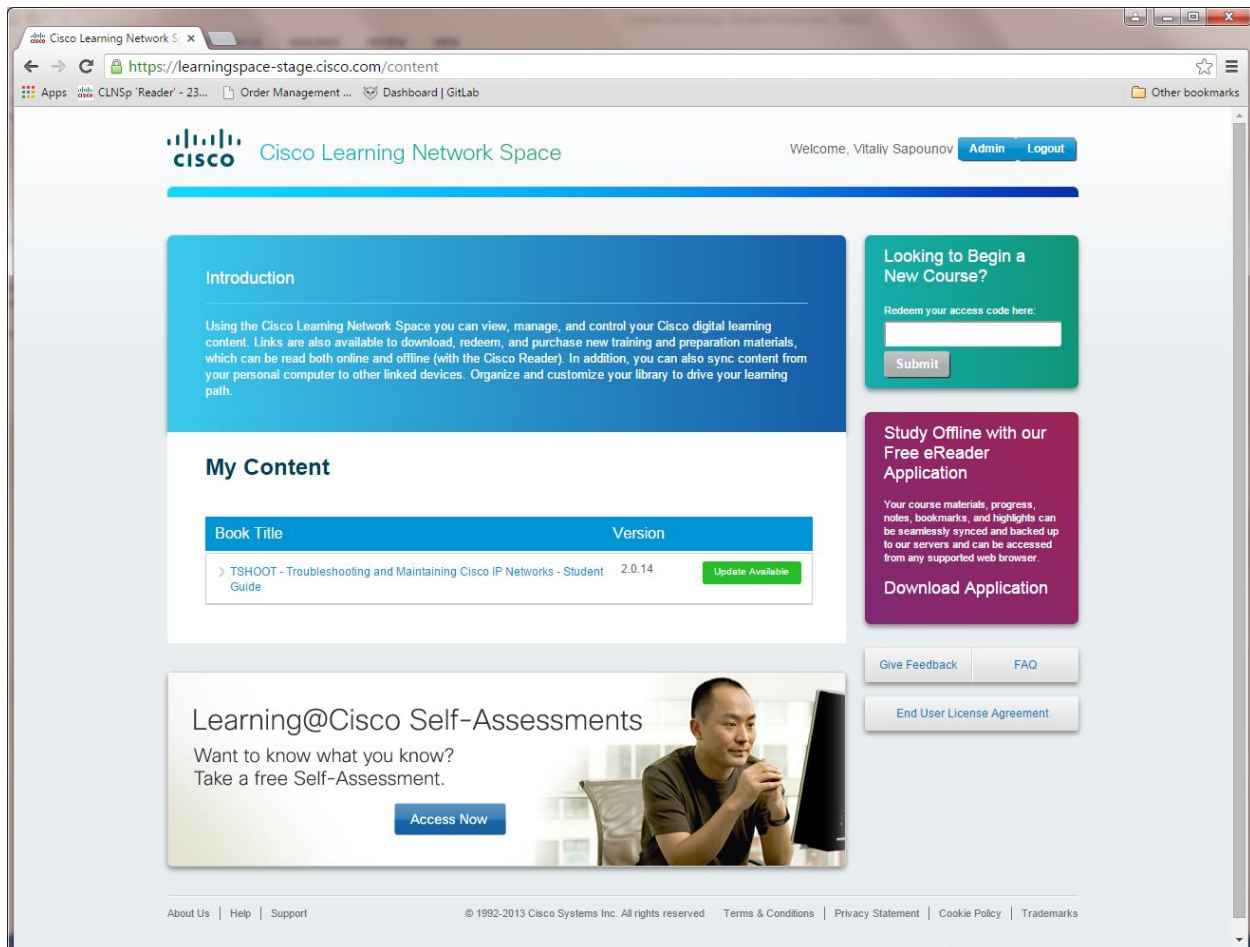 Cisco Learning Network S
https://learningspace-stage.cisco.com/content
Apps
CLNSp 'Reader' - 23...
Order Management ...
Dashboard | GitLab
Other bookmarks
CISCO
Cisco Learning Network Space
Welcome, Vitaliy Sapounov
Admin
Logout
Introduction
Using the Cisco Learning Network Space you can view, manage, and control your Cisco digital learning
content. Links are also available to download, redeem, and purchase new training and preparation materials,
which can be read both online and offline (with the Cisco Reader). In addition, you can also sync content from
your personal computer to other linked devices. Organize and customize your library to drive your learning
path.
Looking to Begin a
New Course?
Redeem your access code here:
Submit
My Content
Book Title
Version
TSHOOT - Troubleshooting and Maintaining Cisco IP Networks - Student
Guide
2.0.14
Update Available
Study Offline with our
Free eReader
Application
Your course materials, progress,
notes, bookmarks, and highlights can
be seamlessly synced and backed up
to our servers and can be accessed
from any supported web browser.
Download Application
Give Feedback
FAQ
End User License Agreement
Learning@Cisco Self-Assessments
Want to know what you know?
Take a free Self-Assessment.
Access Now
About Us | Help | Support
© 1992-2013 Cisco Systems Inc. All rights reserved
Terms & Conditions | Privacy Statement | Cookie Policy | Trademarks